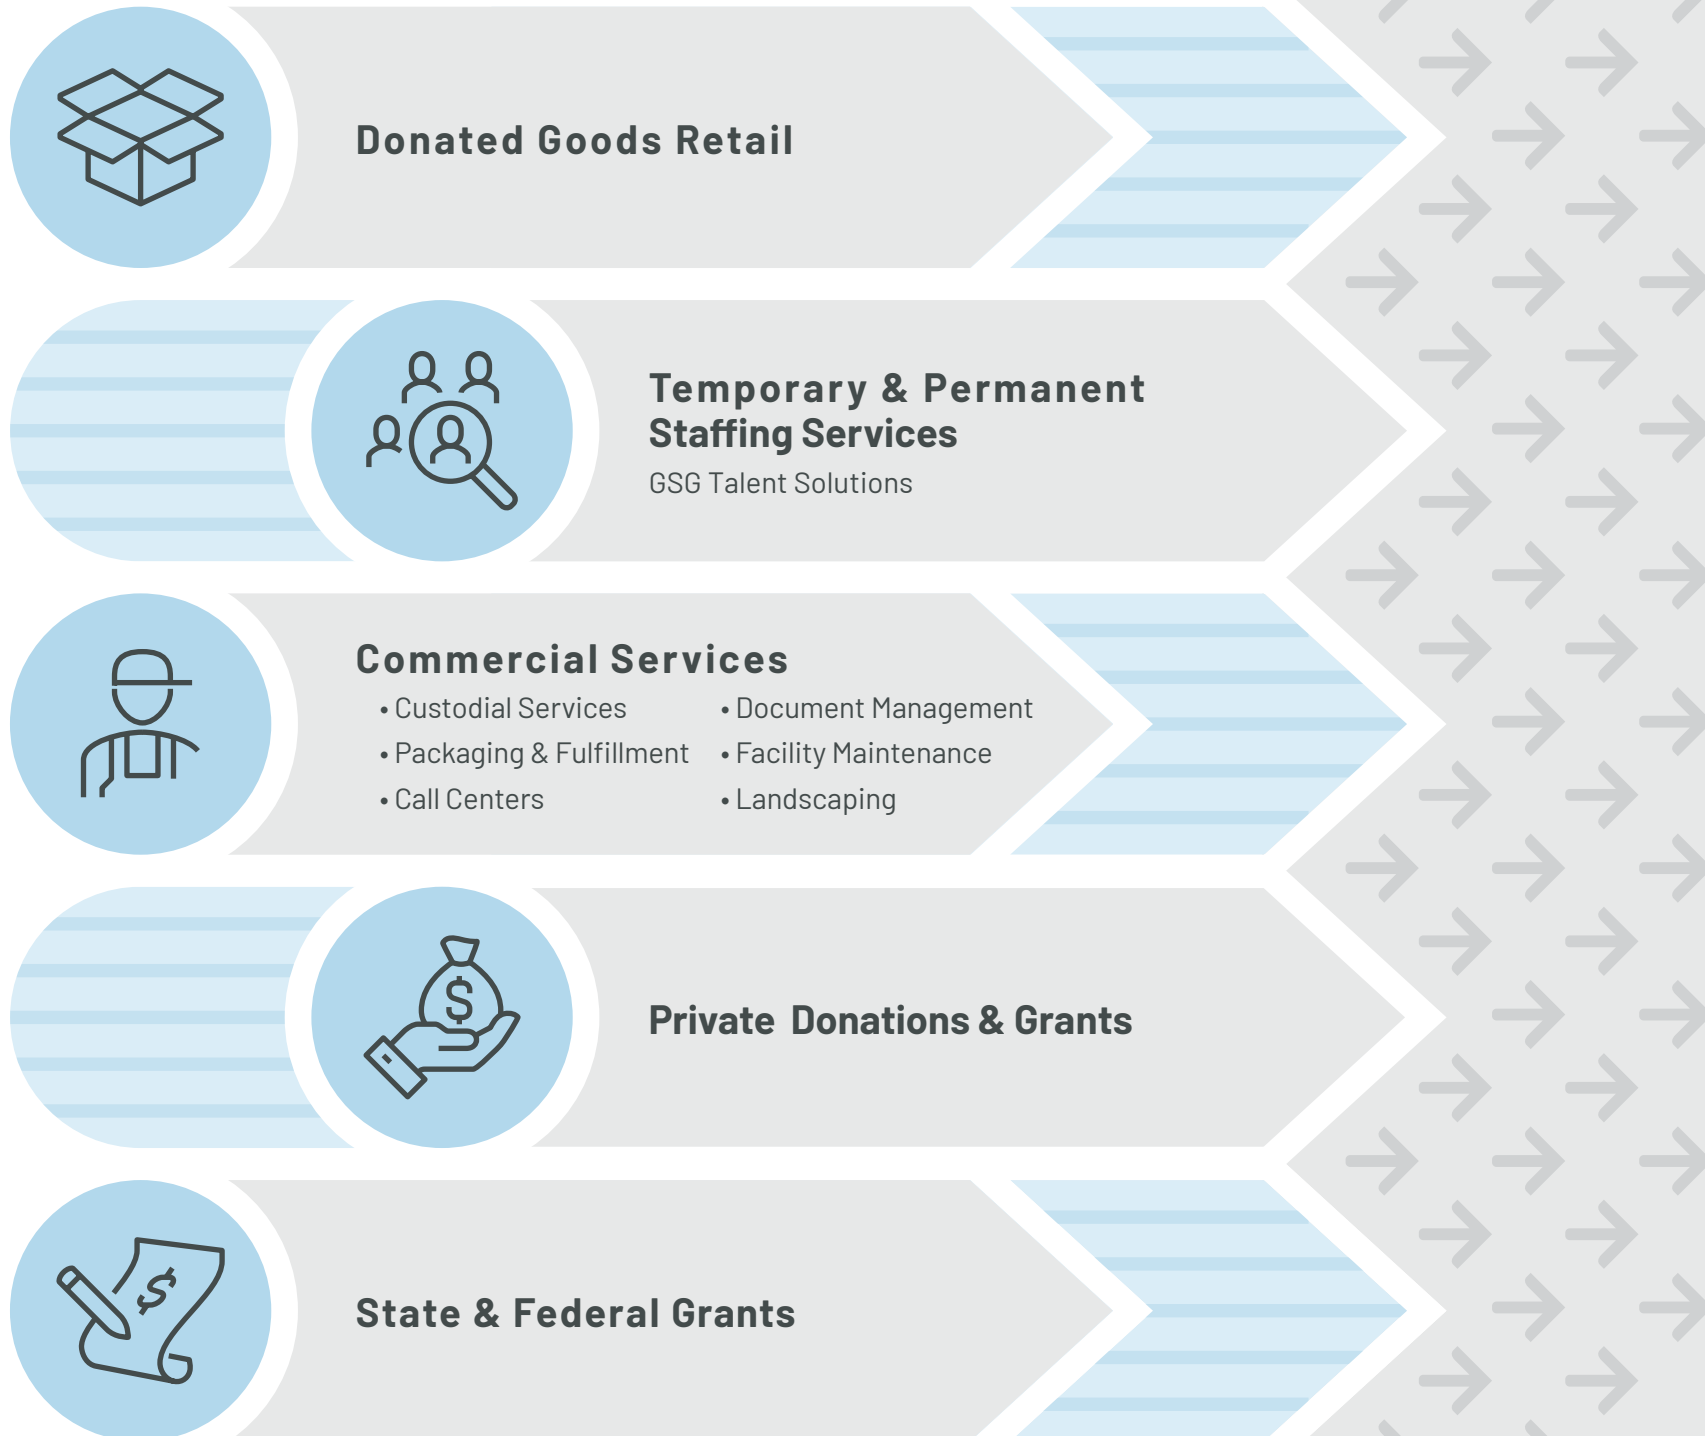 Donated Goods Retail
Temporary & Permanent
Staffing Services
GSG Talent Solutions
Commercial Services
• Custodial Services
• Packaging & Fulfillment
• Call Centers
• Document Management
• Facility Maintenance
• Landscaping
$
Private Donations & Grants
$
State & Federal Grants